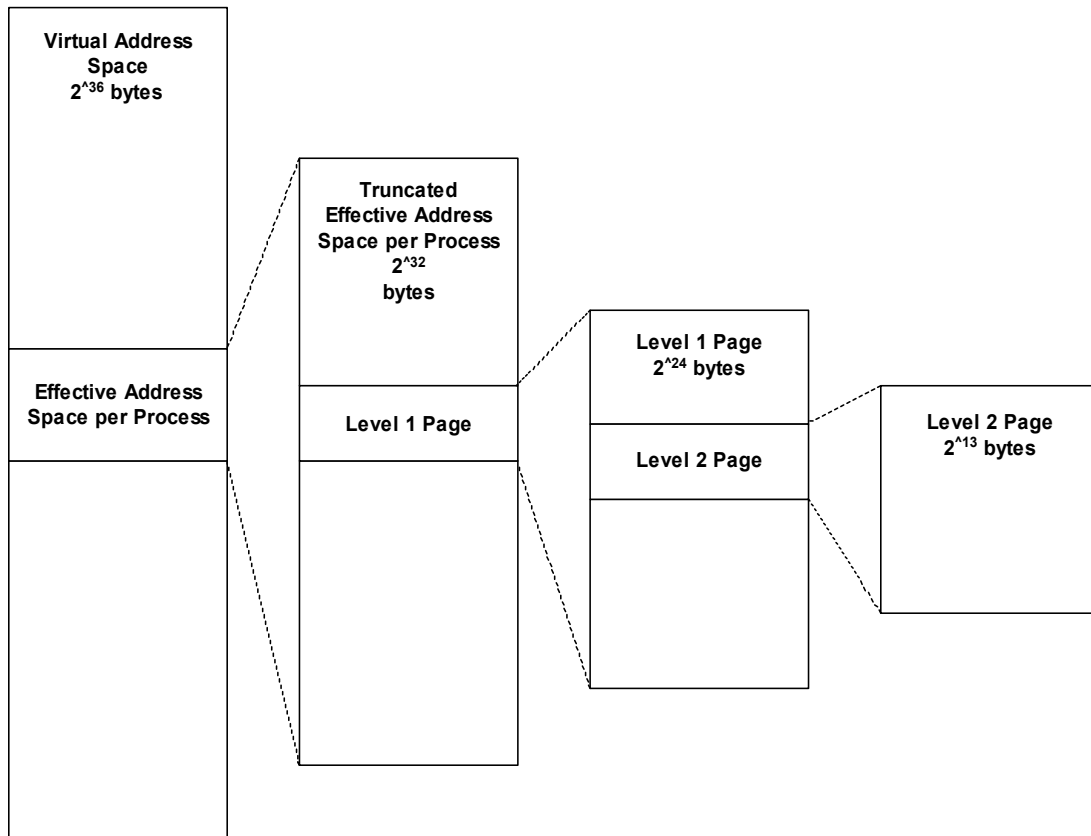 Virtual Address
Space
2^36 bytes
Effective Address
Space per Process
Truncated
Effective Address
Space per Process
2^32
bytes
Level 1 Page
Level 1 Page
2^24 bytes
Level 2 Page
Level 2 Page
2^13 bytes